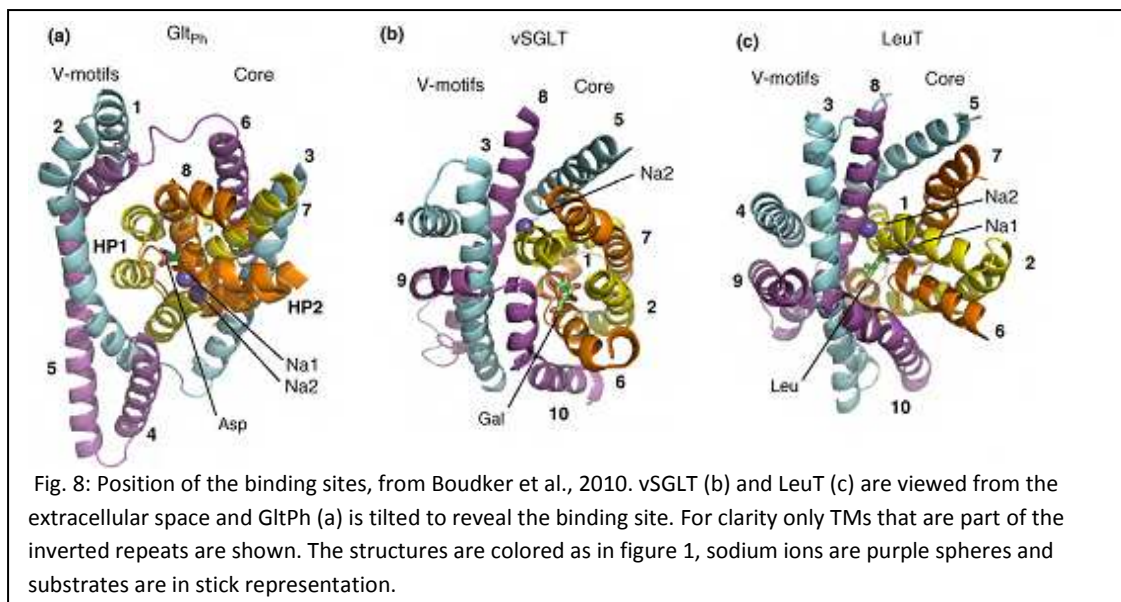 (a)
Glt_Ph
V-motifs
Core
1
2
6
3
8
7
HP1
HP2
5
Na1
Na2
Asp
4
(b)
vSGLT
V-motifs
Core
8
5
3
Na2
4
7
1
9
2
6
Gal
10
(c)
LeuT
V-motifs
Core
8
3
5
7
1
Na2
4
Na1
2
9
6
Leu
10
Fig. 8: Position of the binding sites, from Boudker et al., 2010. vSGLT (b) and LeuT (c) are viewed from the
extracellular space and GltPh (a) is tilted to reveal the binding site. For clarity only TMs that are part of the
inverted repeats are shown. The structures are colored as in figure 1, sodium ions are purple spheres and
substrates are in stick representation.